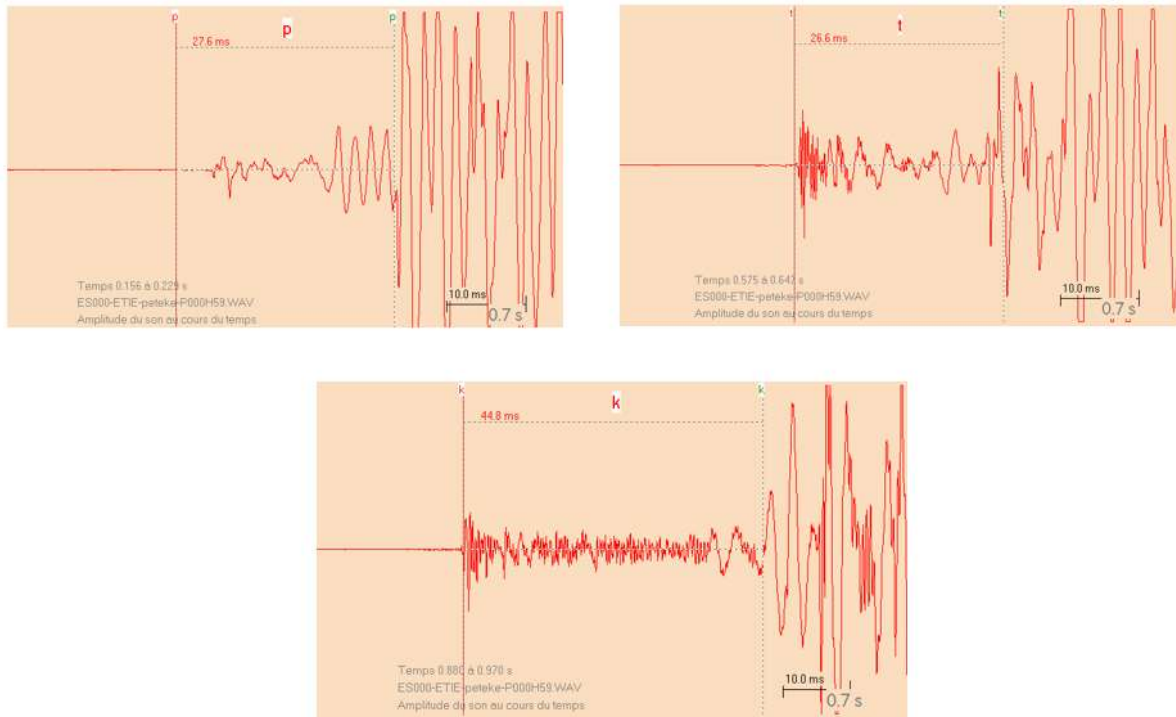 p p
p
27.6 ms
Temps 0.156 à 0.229 s
ES000-ETIE-peteke-P000H59.WAV
Amplitude du son au cours du temps
10.0 ms
0.7 s
t t
t
26.6 ms
Temps 0.575 à 0.642 s
ES000-ETIE-peteke-P000H59.WAV
Amplitude du son au cours du temps
10.0 ms
0.7 s
k k
k
44.8 ms
Temps 0.880 à 0.970 s
ES000-ETIE-peteke-P000H59.WAV
Amplitude du son au cours du temps
10.0 ms
0.7 s